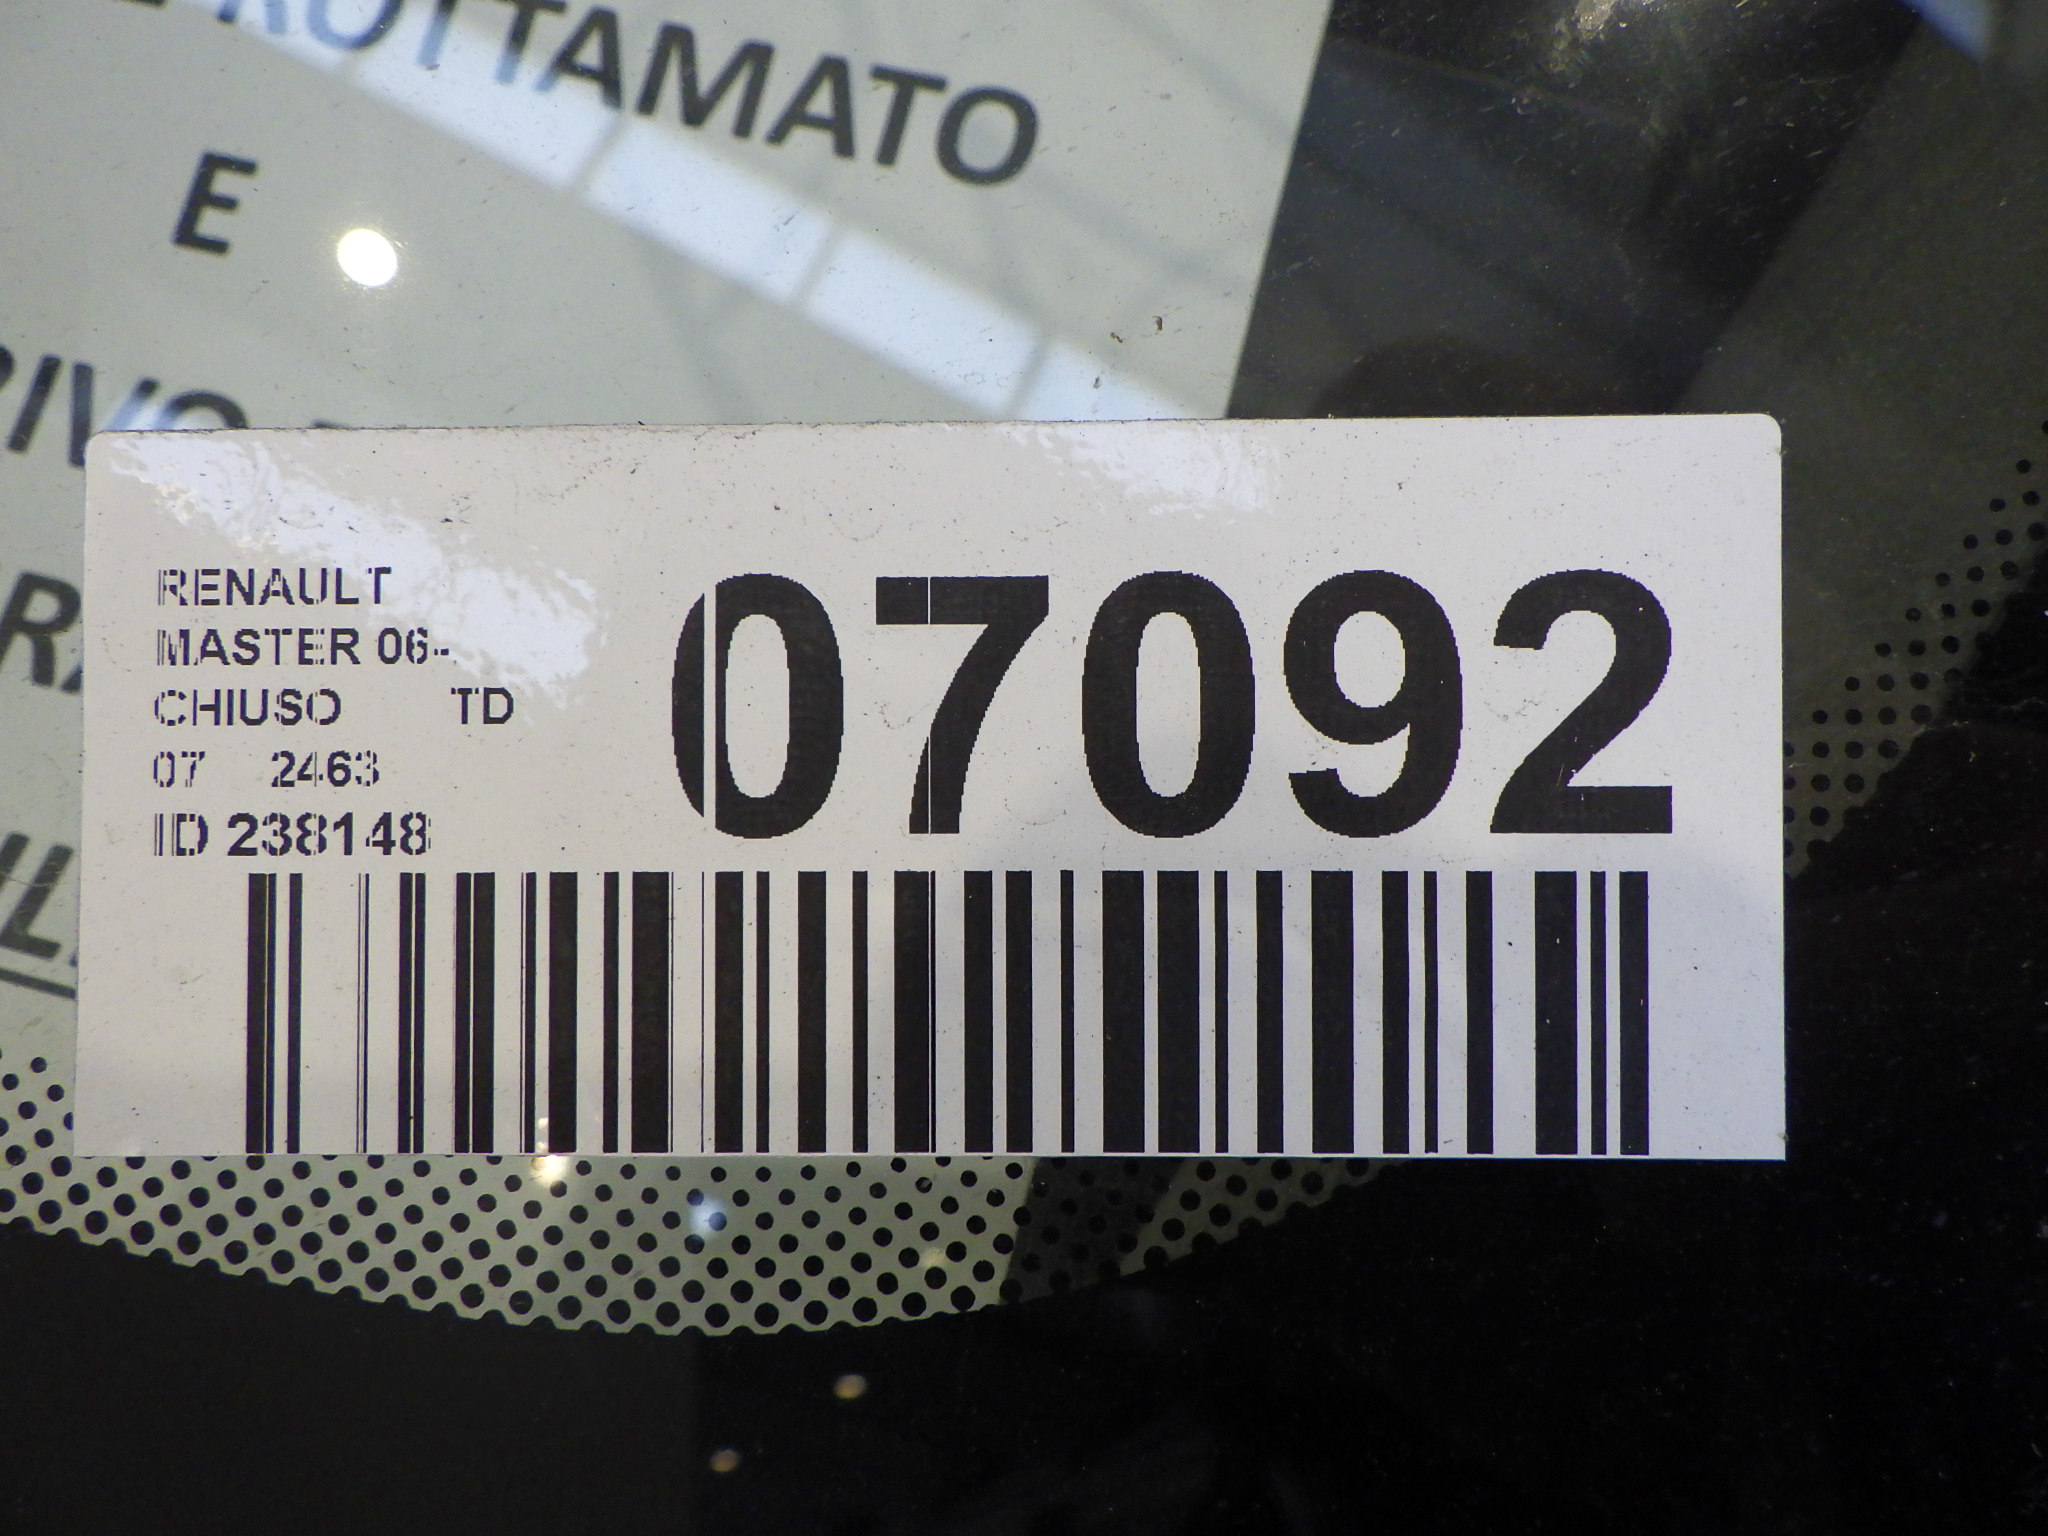 ROTTAMATO
E
RENAULT
MASTER 06-
CHIUSO TD
07 2463
ID 238148
07092